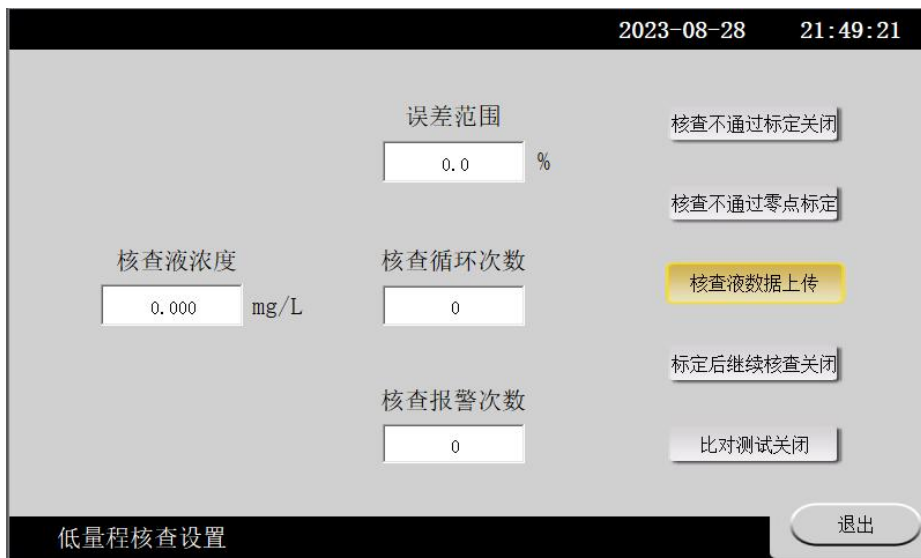 2023-08-28 21:49:21
误差范围
0.0 %
核查不通过标定关闭
核查不通过零点标定
核查液浓度
0.000 mg/L
核查循环次数
0
核查液数据上传
标定后继续核查关闭
核查报警次数
0
比对测试关闭
低量程核查设置
退出